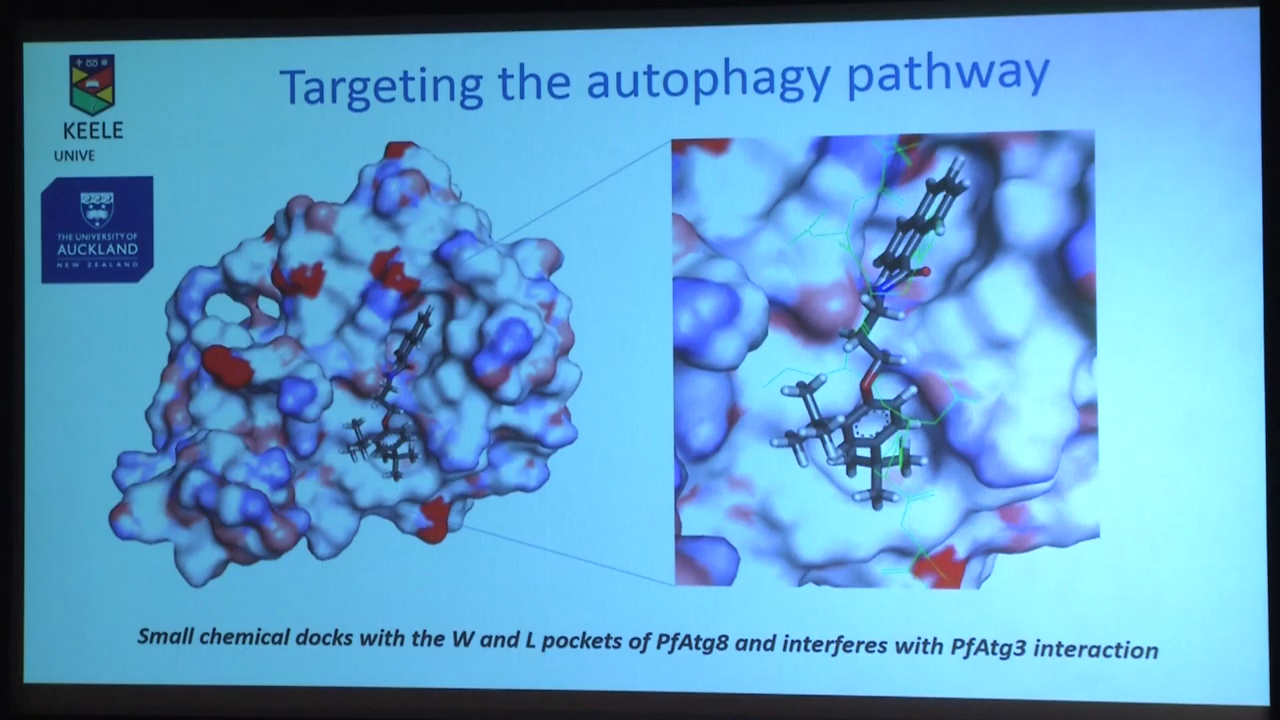 Targeting the autophagy pathway
KEELE
UNIVE
THE UNIVERSITY OF
AUCKLAND
NEW ZEALAND
Small chemical docks with the W and L pockets of PfAtg8 and interferes with PfAtg3 interaction